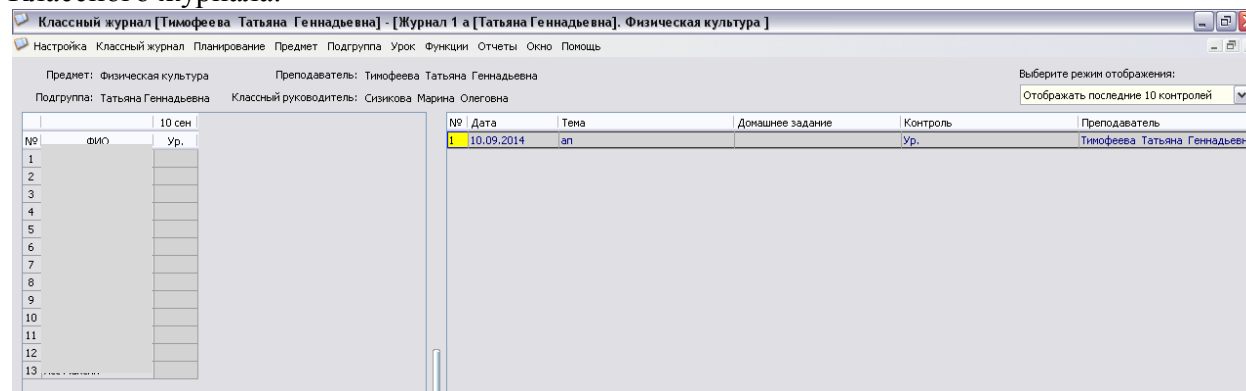 Классного журнала.
Классный журнал [Тимофеева Татьяна Геннадьевна] - [Журнал 1 а [Татьяна Геннадьевна]. Физическая культура ]
Настройка Классный журнал Планирование Предмет Подгруппа Урок Функции Отчеты Окно Помощь
Предмет: Физическая культура Преподаватель: Тимофеева Татьяна Геннадьевна Выберите режим отображения:
Подгруппа: Татьяна Геннадьевна Классный руководитель: Сизикова Марина Олеговна Отображать последние 10 контролей
10 сен № Дата Тема Домашнее задание Контроль Преподаватель
№ ФИО Ур. 1 10.09.2014 ап Ур. Тимофеева Татьяна Геннадьевн
1
2
3
4
5
6
7
8
9
10
11
12
13